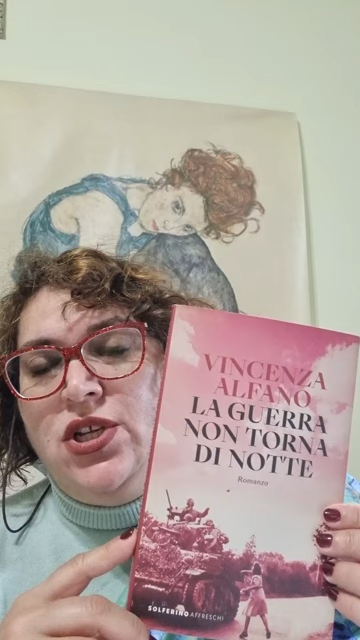 VINCENZA
ALFANO
LA GUERRA
NON TORNA
DI NOTTE
Romanzo
SOLFERINO AFFRESCHI